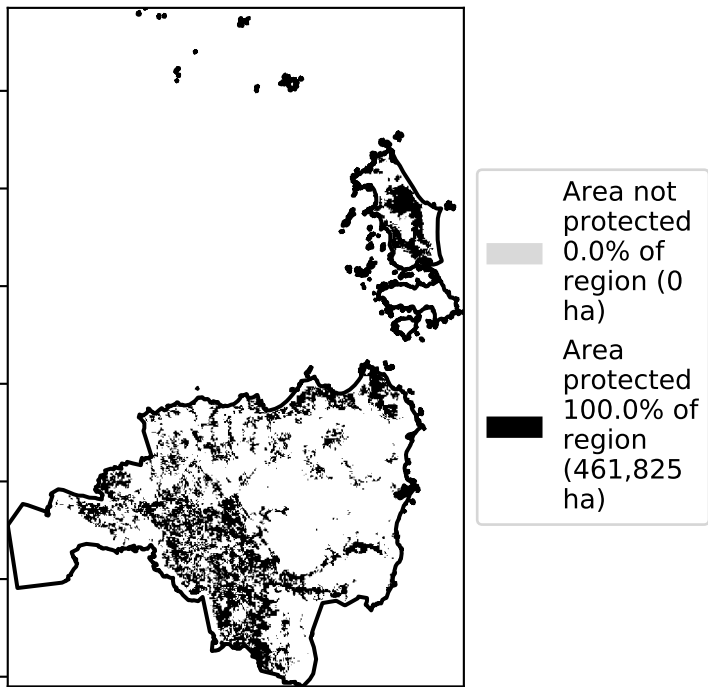 Area not
protected
0.0% of
region (0
ha)
Area
protected
100.0% of
region
(461,825
ha)